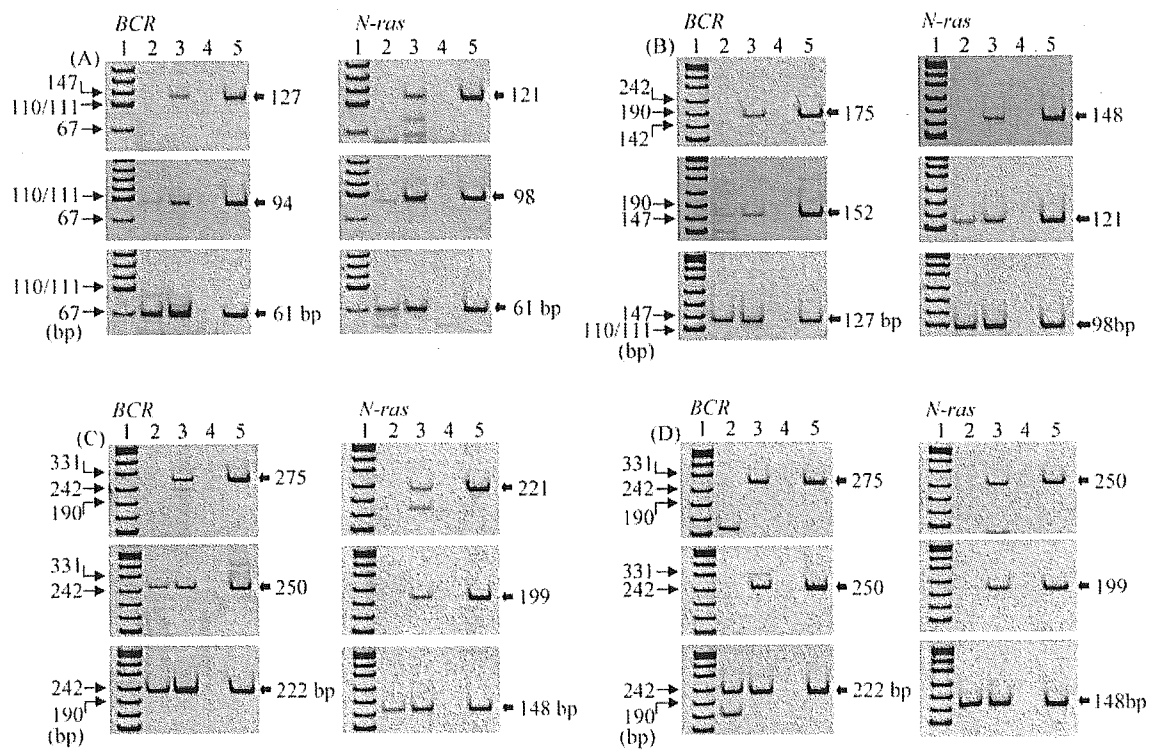 BCR
N-ras
(A) 1 2 3 4 5
1 2 3 4 5
147
110/111
67
127
121
110/111
67
94
98
110/111
67
(bp)
61 bp
61 bp
BCR
N-ras
(B) 1 2 3 4 5
1 2 3 4 5
242
190
142
175
148
190
147
152
121
147
110/111
(bp)
127 bp
98bp
BCR
N-ras
(C) 1 2 3 4 5
1 2 3 4 5
331
242
190
275
221
331
242
250
199
242
190
(bp)
222 bp
148 bp
BCR
N-ras
(D) 1 2 3 4 5
1 2 3 4 5
331
242
190
275
250
331
242
250
199
242
190
(bp)
222 bp
148bp